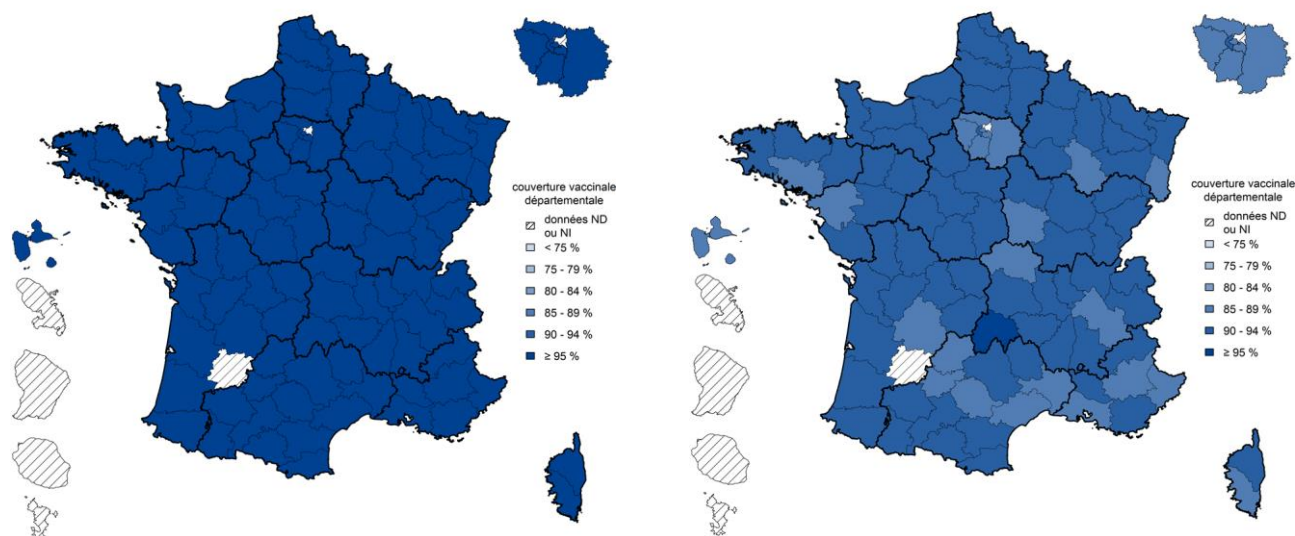 couverture vaccinale
départementale
données ND
ou NI
< 75 %
75 - 79 %
80 - 84 %
85 - 89 %
90 - 94 %
≥ 95 %
couverture vaccinale
départementale
données ND
ou NI
< 75 %
75 - 79 %
80 - 84 %
85 - 89 %
90 - 94 %
≥ 95 %